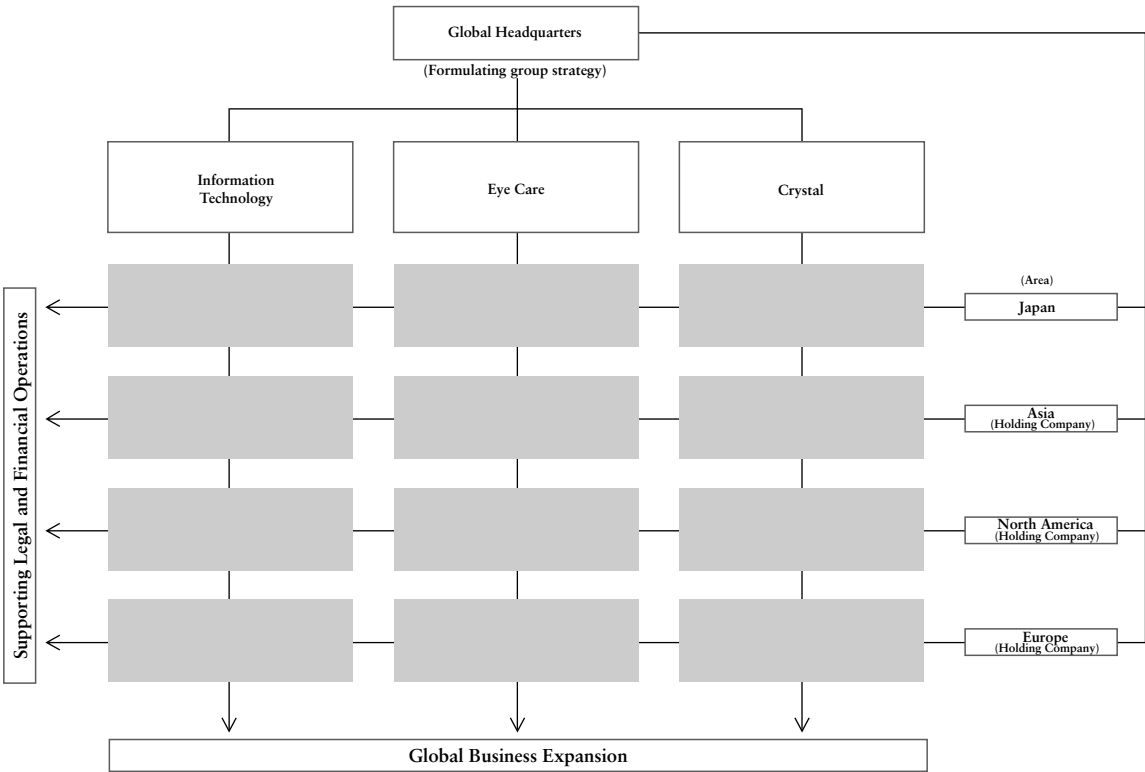 Global Headquarters
(Formulating group strategy)
Information
Technology
Eye Care
Crystal
Supporting Legal and Financial Operations
(Area)
Japan
Asia
(Holding Company)
North America
(Holding Company)
Europe
(Holding Company)
Global Business Expansion